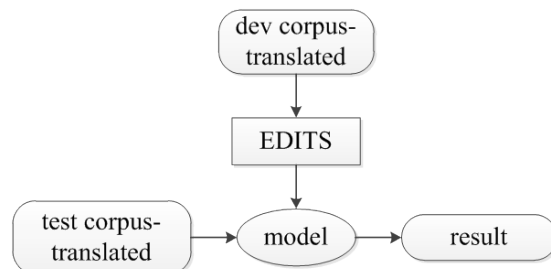 dev corpus-
translated
EDITS
test corpus-
translated
model
result